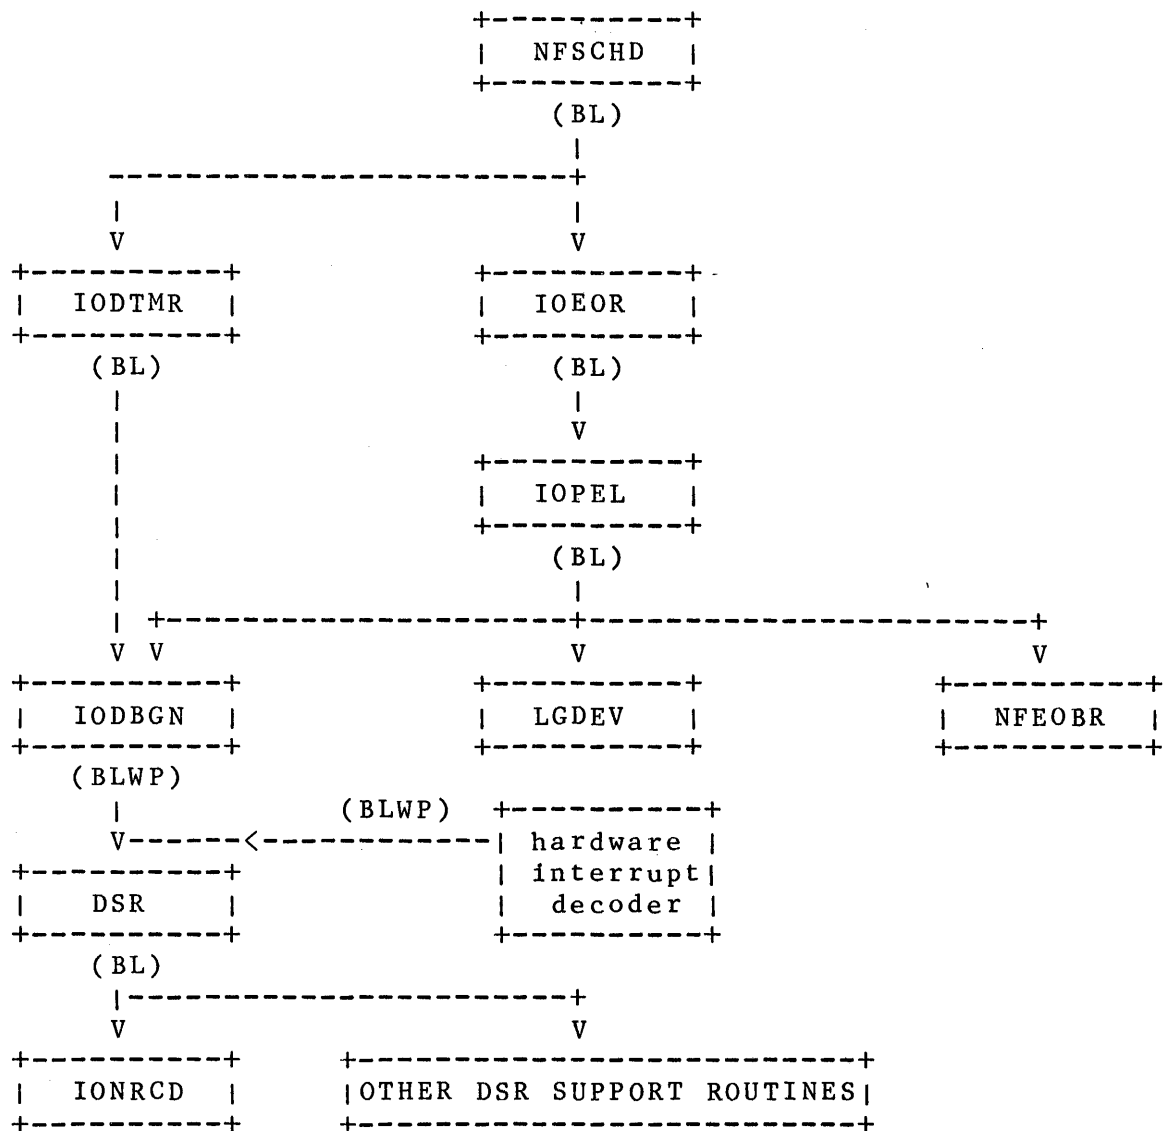 NFSCHD
(BL)
V V
IODTMR IOEOR
(BL) (BL)
V
IOPEL
(BL)
V V V V
IODBGN LGDEV NFEOBR
(BLWP)
(BLWP)
V hardware
interrupt
DSR decoder
(BL)
V V
IONRCD OTHER DSR SUPPORT ROUTINES